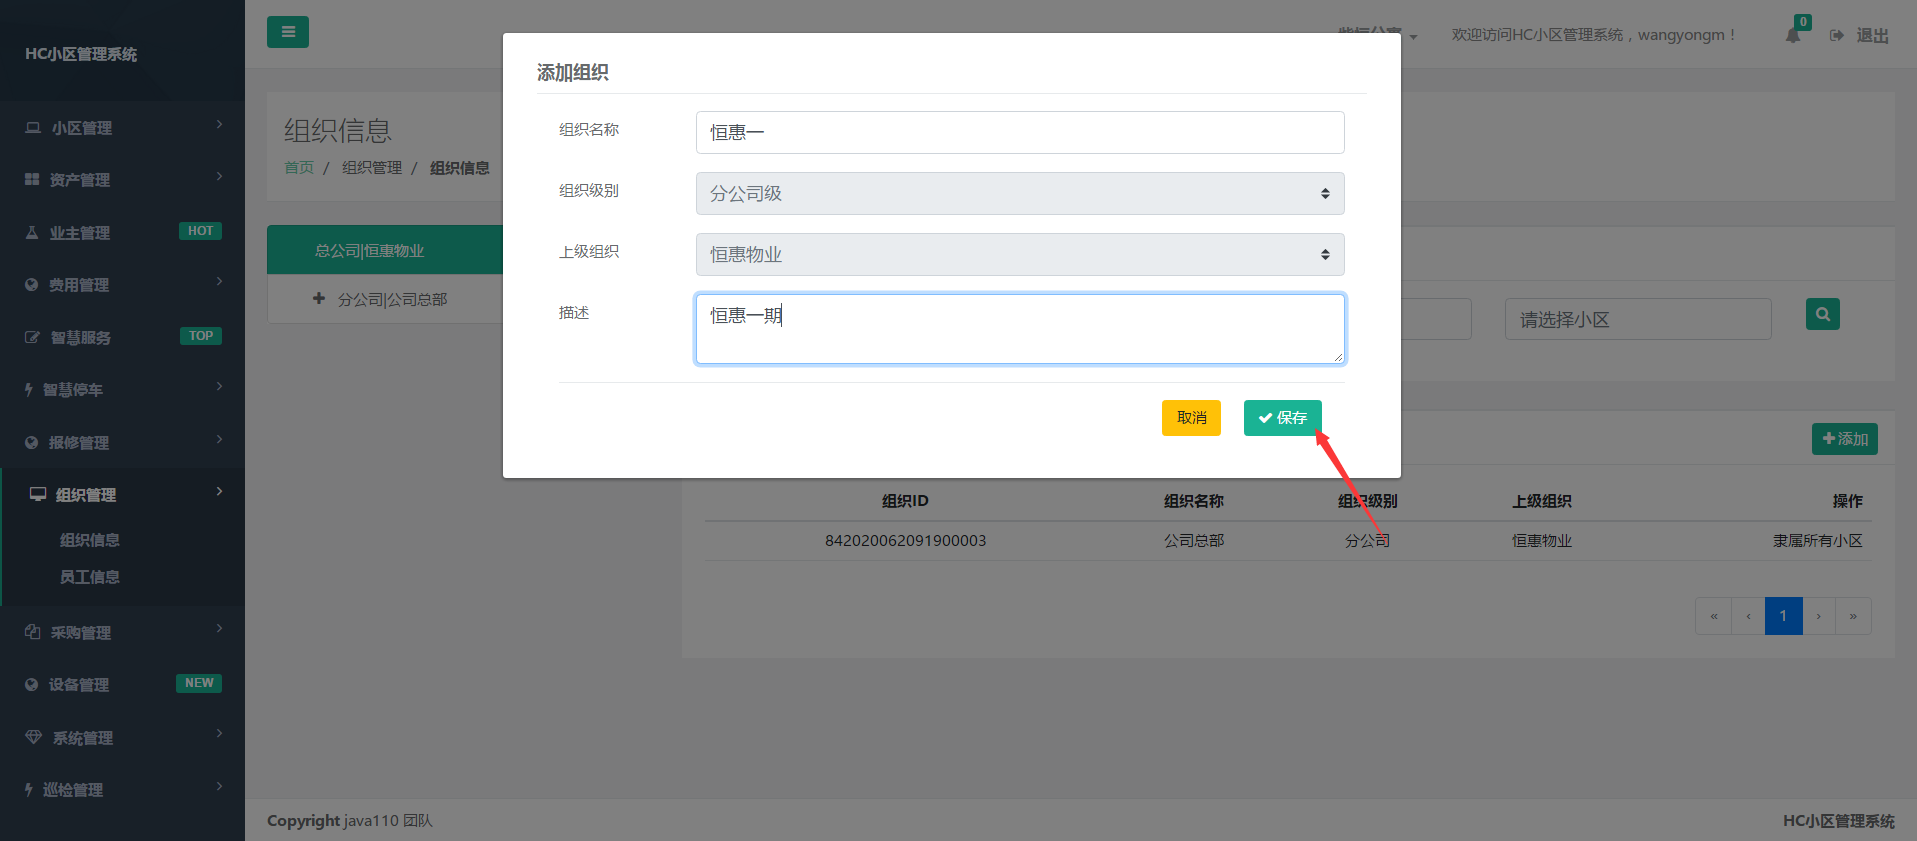 HC小区管理系统
小区管理
资产管理
业主管理 HOT
费用管理
智慧服务 TOP
智慧停车
报修管理
组织管理
组织信息
员工信息
采购管理
设备管理 NEW
系统管理
巡检管理
欢迎访问HC小区管理系统，wangyongm！
0
退出
组织信息
首页 / 组织管理 / 组织信息
总公司|恒惠物业
分公司|公司总部
添加组织
组织名称 恒惠一
组织级别 分公司级
上级组织 恒惠物业
描述 恒惠一期
取消 保存
请选择小区
添加
组织ID 组织名称 组织级别 上级组织 操作
842020062091900003 公司总部 分公司 恒惠物业 隶属所有小区
« ‹ 1 › »
Copyright java110 团队
HC小区管理系统